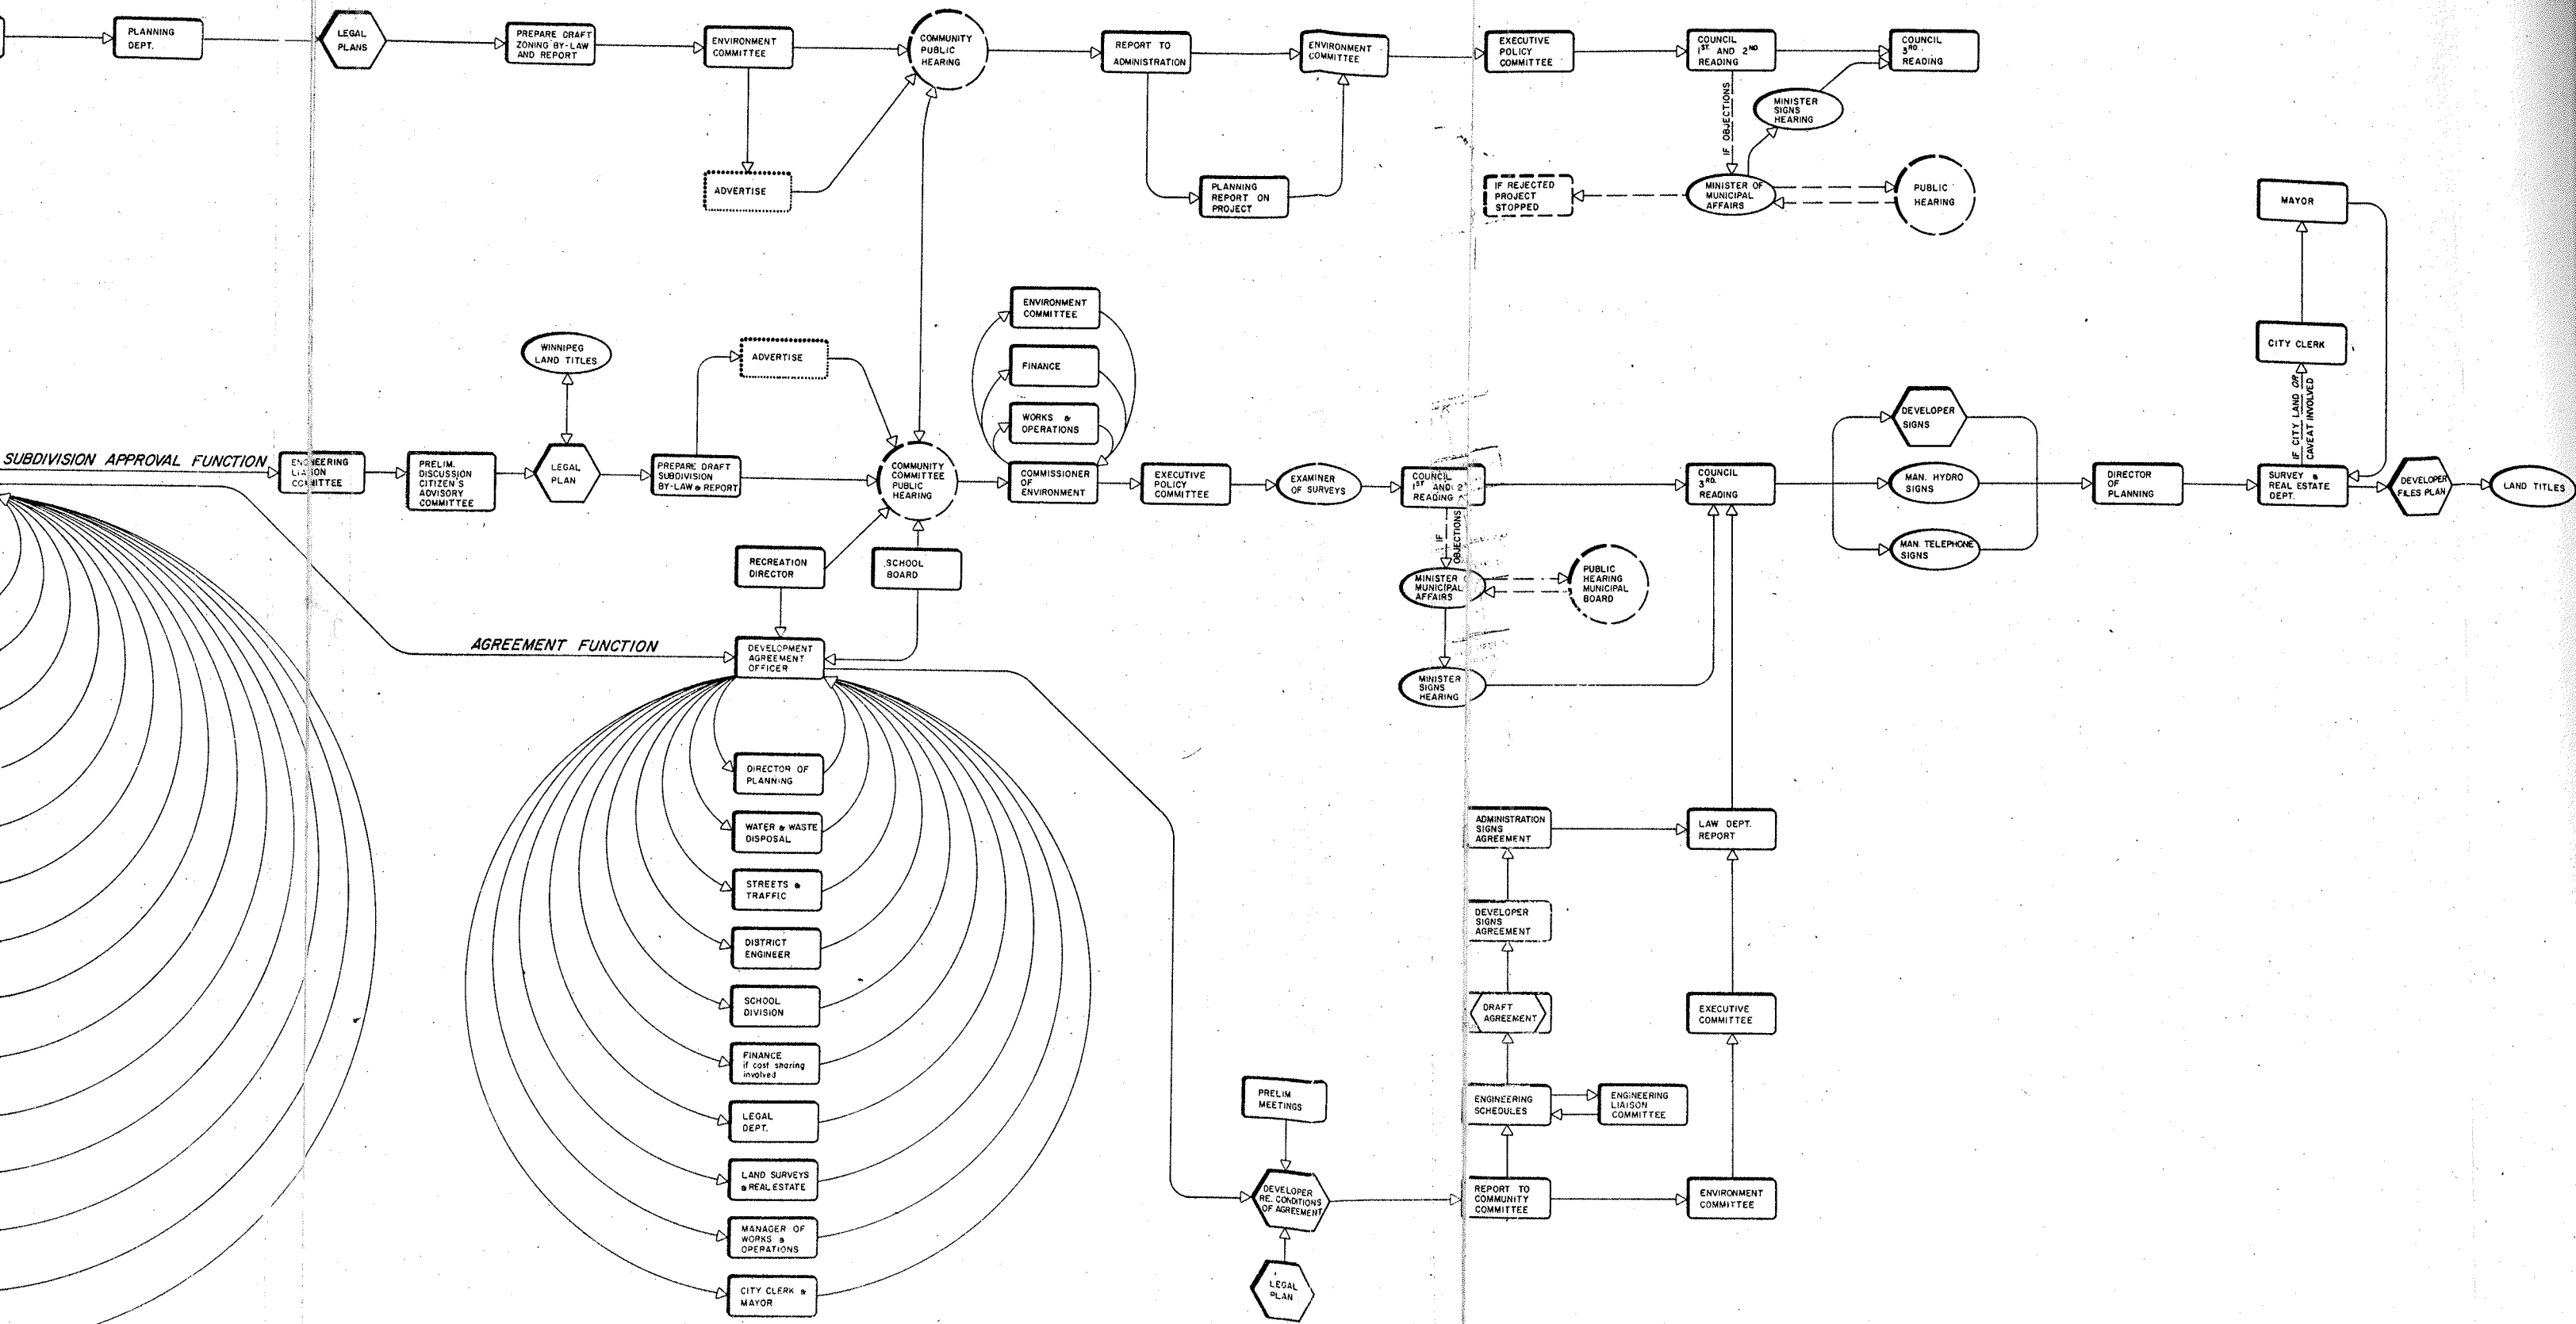 PLANNING
DEPT.
LEGAL
PLANS
PREPARE DRAFT
ZONING BY-LAW
AND REPORT
ENVIRONMENT
COMMITTEE
COMMUNITY
PUBLIC
HEARING
REPORT TO
ADMINISTRATION
ENVIRONMENT
COMMITTEE
EXECUTIVE
POLICY
COMMITTEE
COUNCIL
1ST. AND 2ND.
READING
COUNCIL
3RD.
READING
ADVERTISE
PLANNING
REPORT ON
PROJECT
IF OBJECTIONS
MINISTER
SIGNS
HEARING
IF REJECTED
PROJECT
STOPPED
MINISTER OF
MUNICIPAL
AFFAIRS
PUBLIC
HEARING
MAYOR
CITY CLERK
IF CITY LAND OR
CAVEAT INVOLVED
ENVIRONMENT
COMMITTEE
FINANCE
WORKS &
OPERATIONS
WINNIPEG
LAND TITLES
ADVERTISE
SUBDIVISION APPROVAL FUNCTION
ENGINEERING
LIAISON
COMMITTEE
PRELIM.
DISCUSSION
CITIZEN'S
ADVISORY
COMMITTEE
LEGAL
PLAN
PREPARE DRAFT
SUBDIVISION
BY-LAW & REPORT
COMMUNITY
COMMITTEE
PUBLIC
HEARING
COMMISSIONER
OF
ENVIRONMENT
EXECUTIVE
POLICY
COMMITTEE
EXAMINER
OF SURVEYS
COUNCIL
1ST AND 2
READING
COUNCIL
3RD.
READING
DEVELOPER
SIGNS
MAN. HYDRO
SIGNS
MAN. TELEPHONE
SIGNS
DIRECTOR
OF
PLANNING
SURVEY &
REAL ESTATE
DEPT.
DEVELOPER
FILES PLAN
LAND TITLES
IF
OBJECTIONS
RECREATION
DIRECTOR
SCHOOL
BOARD
MINISTER
MUNICIPAL
AFFAIRS
PUBLIC
HEARING
MUNICIPAL
BOARD
MINISTER
SIGNS
HEARING
AGREEMENT FUNCTION
DEVELOPMENT
AGREEMENT
OFFICER
DIRECTOR OF
PLANNING
WATER & WASTE
DISPOSAL
STREETS &
TRAFFIC
DISTRICT
ENGINEER
SCHOOL
DIVISION
FINANCE
if cost sharing
involved
LEGAL
DEPT.
LAND SURVEYS
& REAL ESTATE
MANAGER OF
WORKS &
OPERATIONS
CITY CLERK &
MAYOR
ADMINISTRATION
SIGNS
AGREEMENT
LAW DEPT.
REPORT
DEVELOPER
SIGNS
AGREEMENT
DRAFT
AGREEMENT
EXECUTIVE
COMMITTEE
ENGINEERING
SCHEDULES
ENGINEERING
LIAISON
COMMITTEE
PRELIM
MEETINGS
DEVELOPER
RE. CONDITIONS
OF AGREEMENT
REPORT TO
COMMUNITY
COMMITTEE
ENVIRONMENT
COMMITTEE
LEGAL
PLAN